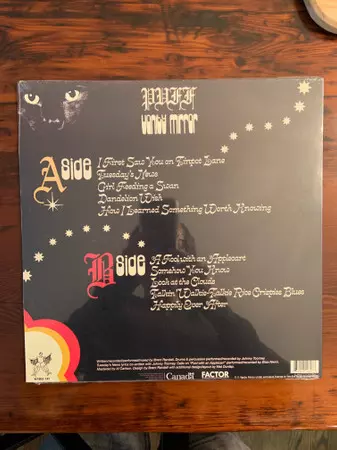 PUFF
vanity mirror
A side
I First Saw You on Tinpot Lane
Tuesday's News
Girl Feeding a Swan
Dandelion Wish
How I Learned Something Worth Knowing
B side
A Fool with an Applecart
Somehow You Know
Look at the Clouds
Talkin' Walkie-Talkie Rice Crispies Blues
Happily Ever After
Canada
FACTOR